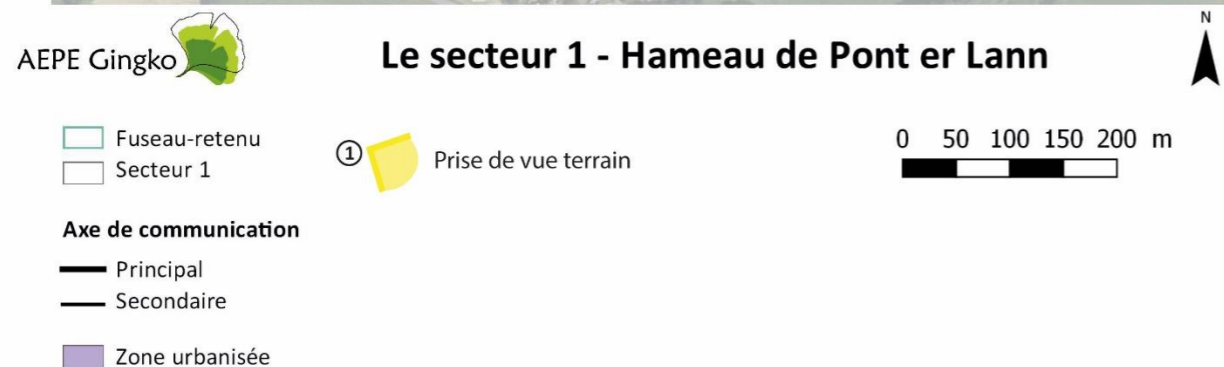 N
AEPE Gingko
Le secteur 1 - Hameau de Pont er Lann
Fuseau-retenu
Secteur 1
① Prise de vue terrain
0 50 100 150 200 m
Axe de communication
Principal
Secondaire
Zone urbanisée